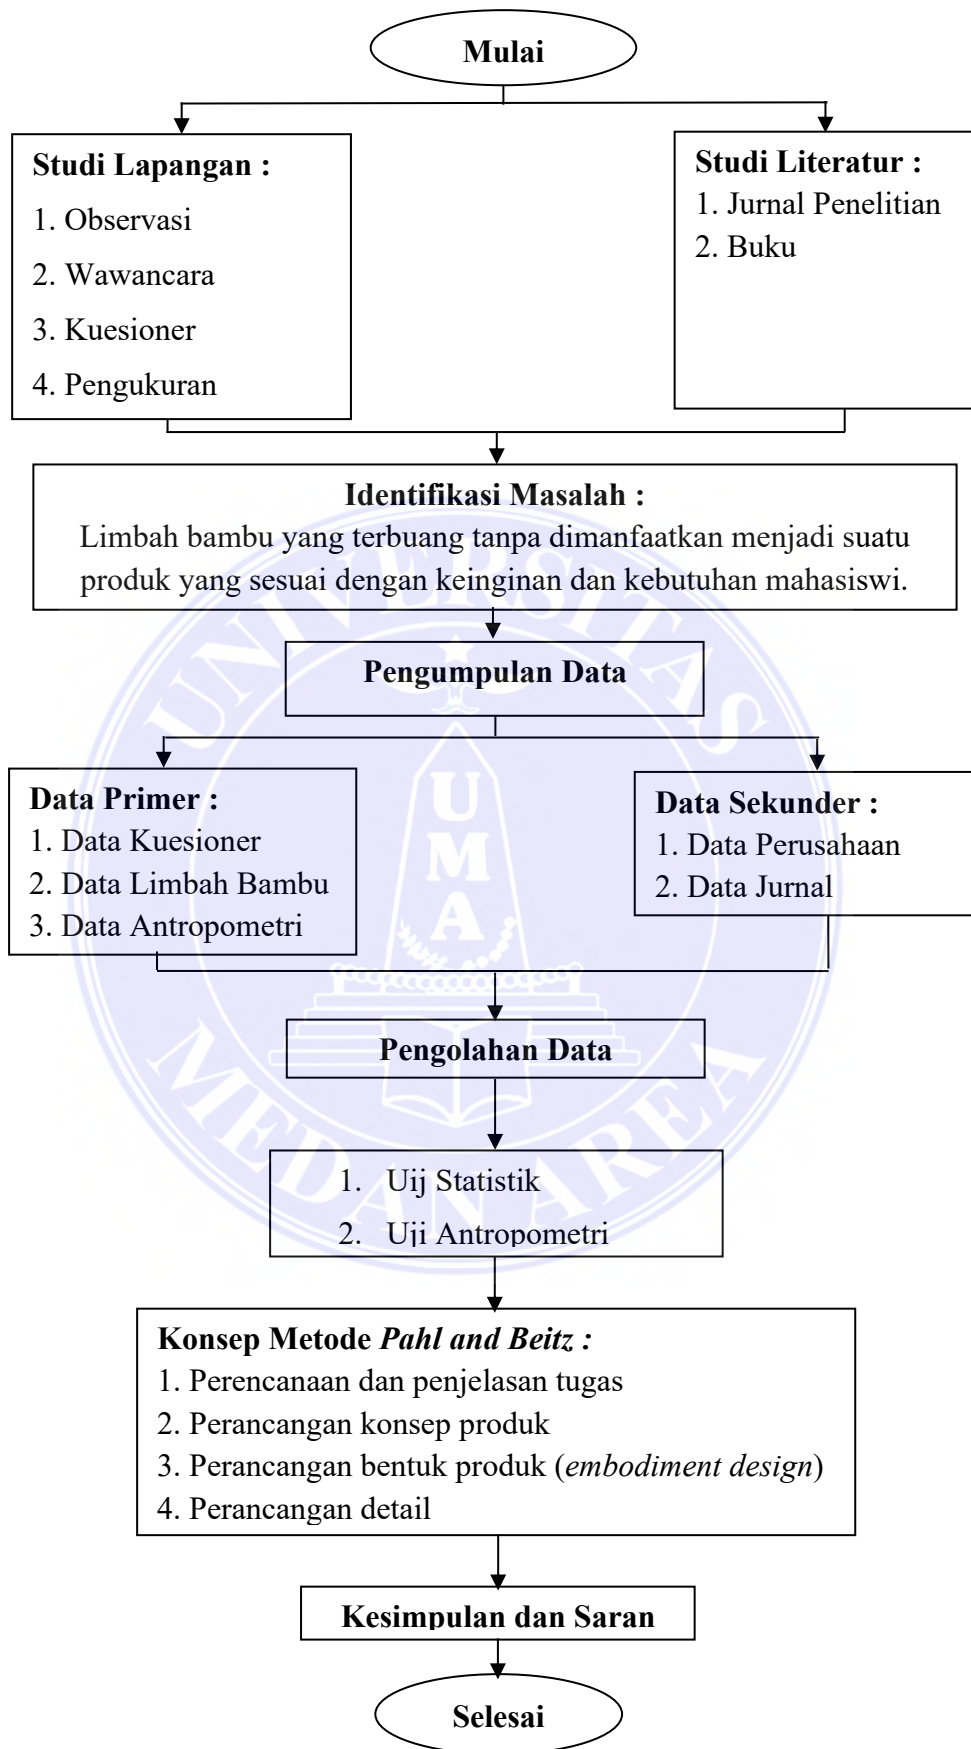 Mulai
Studi Lapangan :
1. Observasi
2. Wawancara
3. Kuesioner
4. Pengukuran
Studi Literatur :
1. Jurnal Penelitian
2. Buku
Identifikasi Masalah :
Limbah bambu yang terbuang tanpa dimanfaatkan menjadi suatu
produk yang sesuai dengan keinginan dan kebutuhan mahasiswi.
Pengumpulan Data
Data Primer :
1. Data Kuesioner
2. Data Limbah Bambu
3. Data Antropometri
Data Sekunder :
1. Data Perusahaan
2. Data Jurnal
Pengolahan Data
1. Uij Statistik
2. Uji Antropometri
Konsep Metode Pahl and Beitz :
1. Perencanaan dan penjelasan tugas
2. Perancangan konsep produk
3. Perancangan bentuk produk (embodiment design)
4. Perancangan detail
Kesimpulan dan Saran
Selesai
UNIVERSITAS
UMA
MEDAN AREA